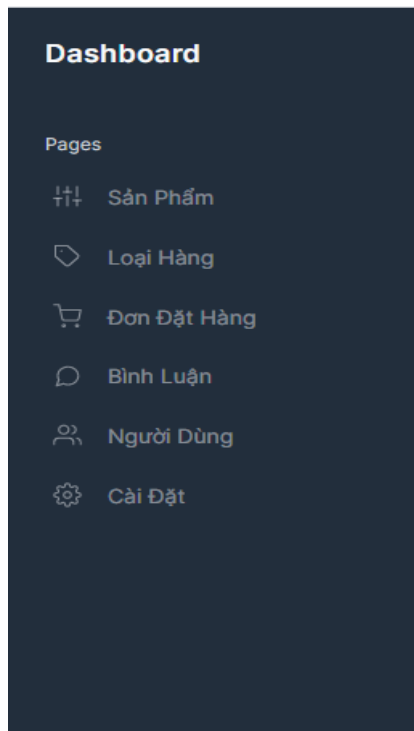 Dashboard
Pages
Sản Phẩm
Loại Hàng
Đơn Đặt Hàng
Bình Luận
Người Dùng
Cài Đặt